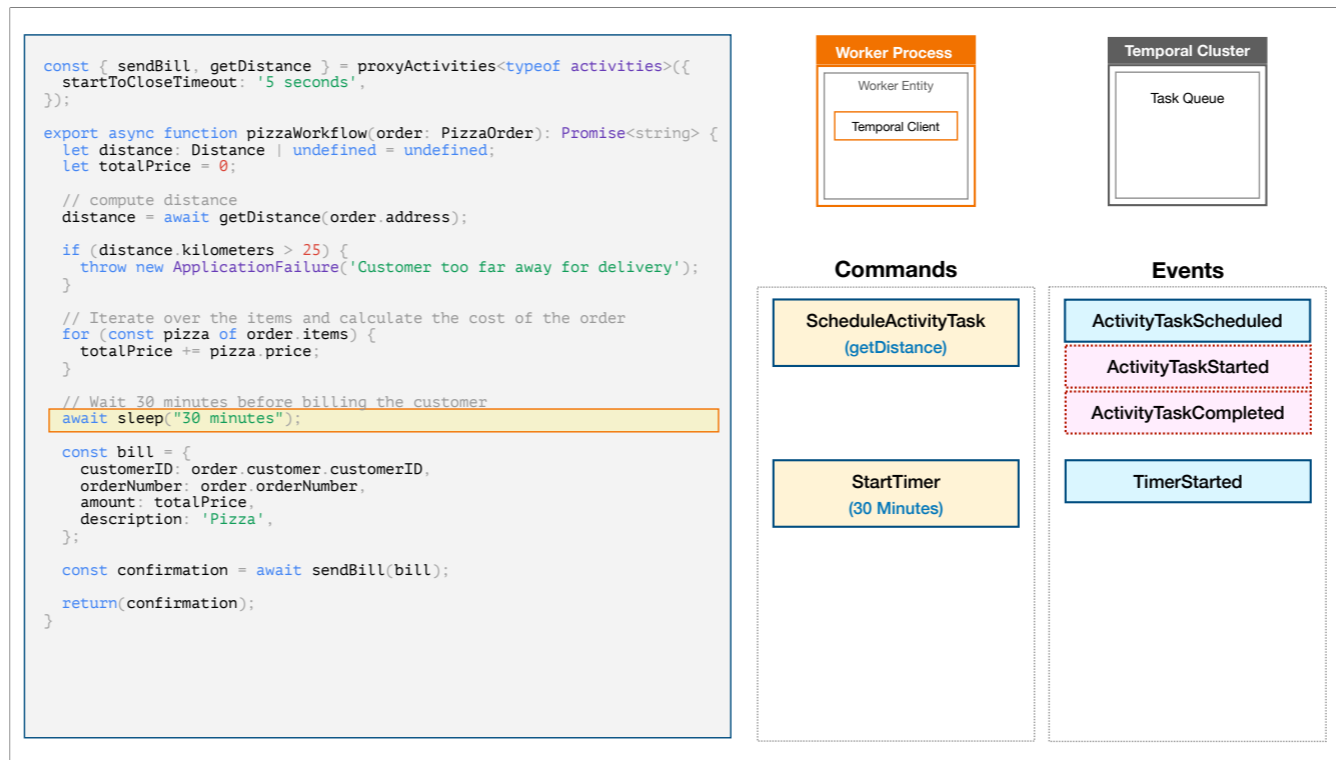 const { sendBill, getDistance } = proxyActivities<typeof activities>({
  startToCloseTimeout: '5 seconds',
});
export async function pizzaWorkflow(order: PizzaOrder): Promise<string> {
  let distance: Distance | undefined = undefined;
  let totalPrice = 0;
  // compute distance
  distance = await getDistance(order.address);
  if (distance.kilometers > 25) {
    throw new ApplicationFailure('Customer too far away for delivery');
  }
  // Iterate over the items and calculate the cost of the order
  for (const pizza of order.items) {
    totalPrice += pizza.price;
  }
  // Wait 30 minutes before billing the customer
  await sleep("30 minutes");
  const bill = {
    customerID: order.customer.customerID,
    orderNumber: order.orderNumber,
    amount: totalPrice,
    description: 'Pizza',
  };
  const confirmation = await sendBill(bill);
  return(confirmation);
}
Worker Process
Worker Entity
Temporal Client
Temporal Cluster
Task Queue
Commands
ScheduleActivityTask
(getDistance)
StartTimer
(30 Minutes)
Events
ActivityTaskScheduled
ActivityTaskStarted
ActivityTaskCompleted
TimerStarted